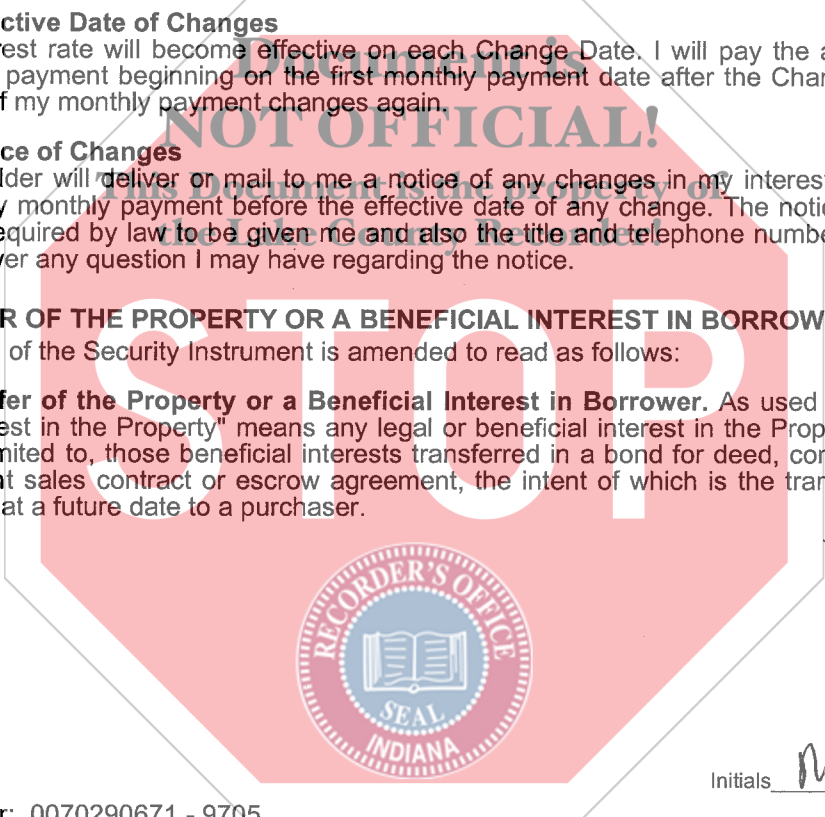 ctive Date of Changes
rest rate will become effective on each Change Date. I will pay the a
payment beginning on the first monthly payment date after the Char
f my monthly payment changes again.
ce of Changes
lder will deliver or mail to me a notice of any changes in my interes
y monthly payment before the effective date of any change. The notic
equired by law to be given me and also the title and telephone numbe
ver any question I may have regarding the notice.
R OF THE PROPERTY OR A BENEFICIAL INTEREST IN BORROW
of the Security Instrument is amended to read as follows:
fer of the Property or a Beneficial Interest in Borrower. As used
est in the Property" means any legal or beneficial interest in the Prop
mited to, those beneficial interests transferred in a bond for deed, cor
t sales contract or escrow agreement, the intent of which is the tran
at a future date to a purchaser.
Document is
NOT OFFICIAL!
This Document is the property of
the Lake County Recorder!
STOP
RECORDER'S OFFICE
SEAL
INDIANA
Initials
r: 0070290671 - 9705